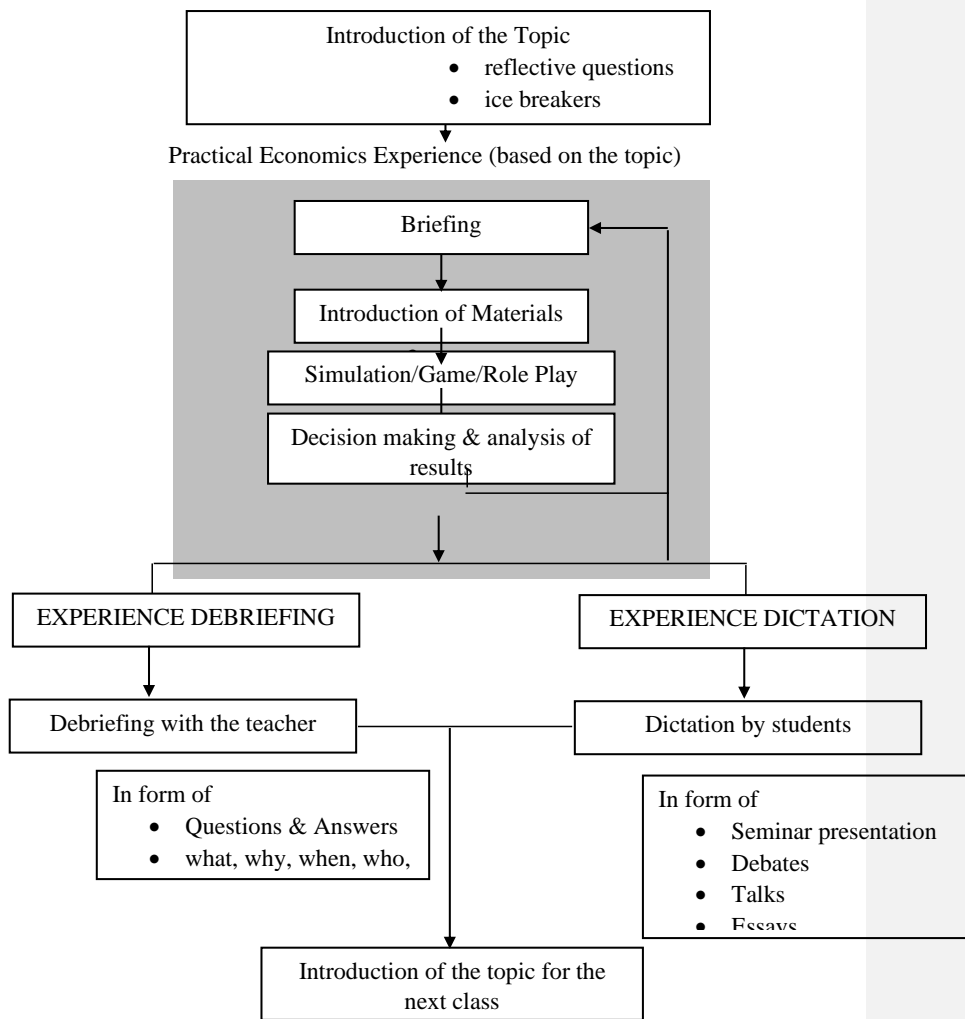 Introduction of the Topic
• reflective questions
• ice breakers
Practical Economics Experience (based on the topic)
Briefing
Introduction of Materials
Simulation/Game/Role Play
Decision making & analysis of
results
EXPERIENCE DEBRIEFING
EXPERIENCE DICTATION
Debriefing with the teacher
Dictation by students
In form of
• Questions & Answers
• what, why, when, who,
In form of
• Seminar presentation
• Debates
• Talks
• Essays
Introduction of the topic for the
next class